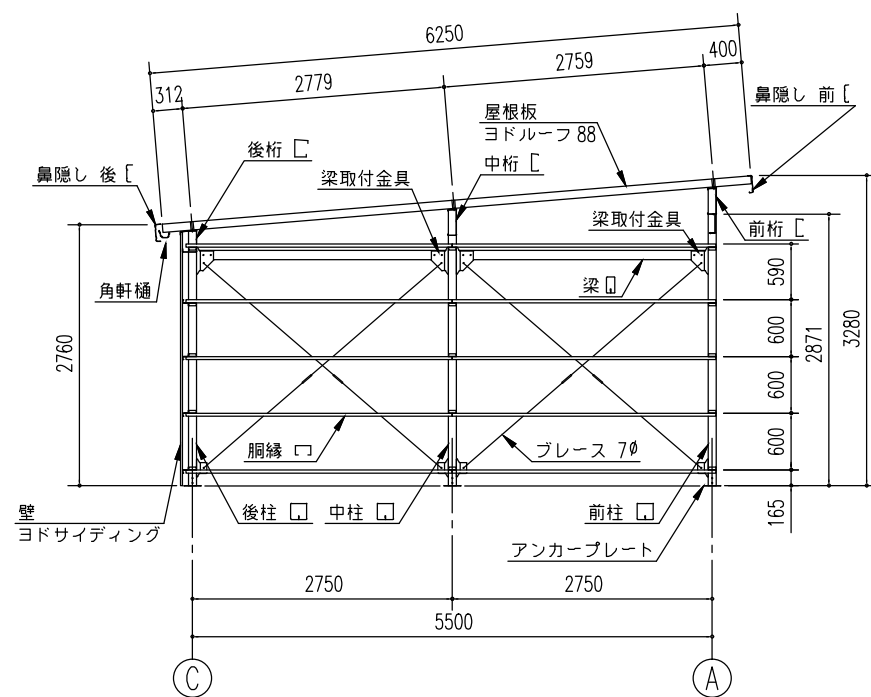 6250
312
2779
2759
400
鼻隠し 前
屋根板
ヨドルーフ 88
後桁
中桁
鼻隠し 後
梁取付金具
梁取付金具
前桁
角軒樋
梁
590
2760
600
2871
3280
600
胴縁
ブレース 7φ
600
壁
ヨドサイディング
後柱
中柱
前柱
165
アンカープレート
2750
2750
5500
C
A